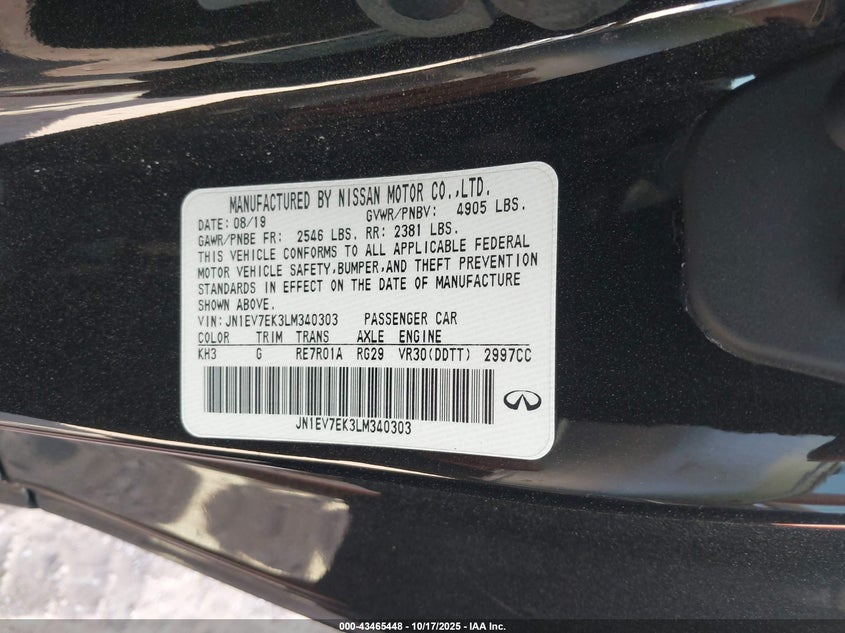 MANUFACTURED BY NISSAN MOTOR CO.,LTD.
DATE: 08/19 GVWR/PNBV: 4905 LBS.
GAWR/PNBE FR: 2546 LBS. RR: 2381 LBS.
THIS VEHICLE CONFORMS TO ALL APPLICABLE FEDERAL
MOTOR VEHICLE SAFETY,BUMPER,AND THEFT PREVENTION
STANDARDS IN EFFECT ON THE DATE OF MANUFACTURE
SHOWN ABOVE.
VIN:JN1EV7EK3LM340303 PASSENGER CAR
COLOR TRIM TRANS AXLE ENGINE
KH3 G RE7R01A RG29 VR30(DDTT) 2997CC
JN1EV7EK3LM340303
000-43465448 - 10/17/2025 - IAA Inc.